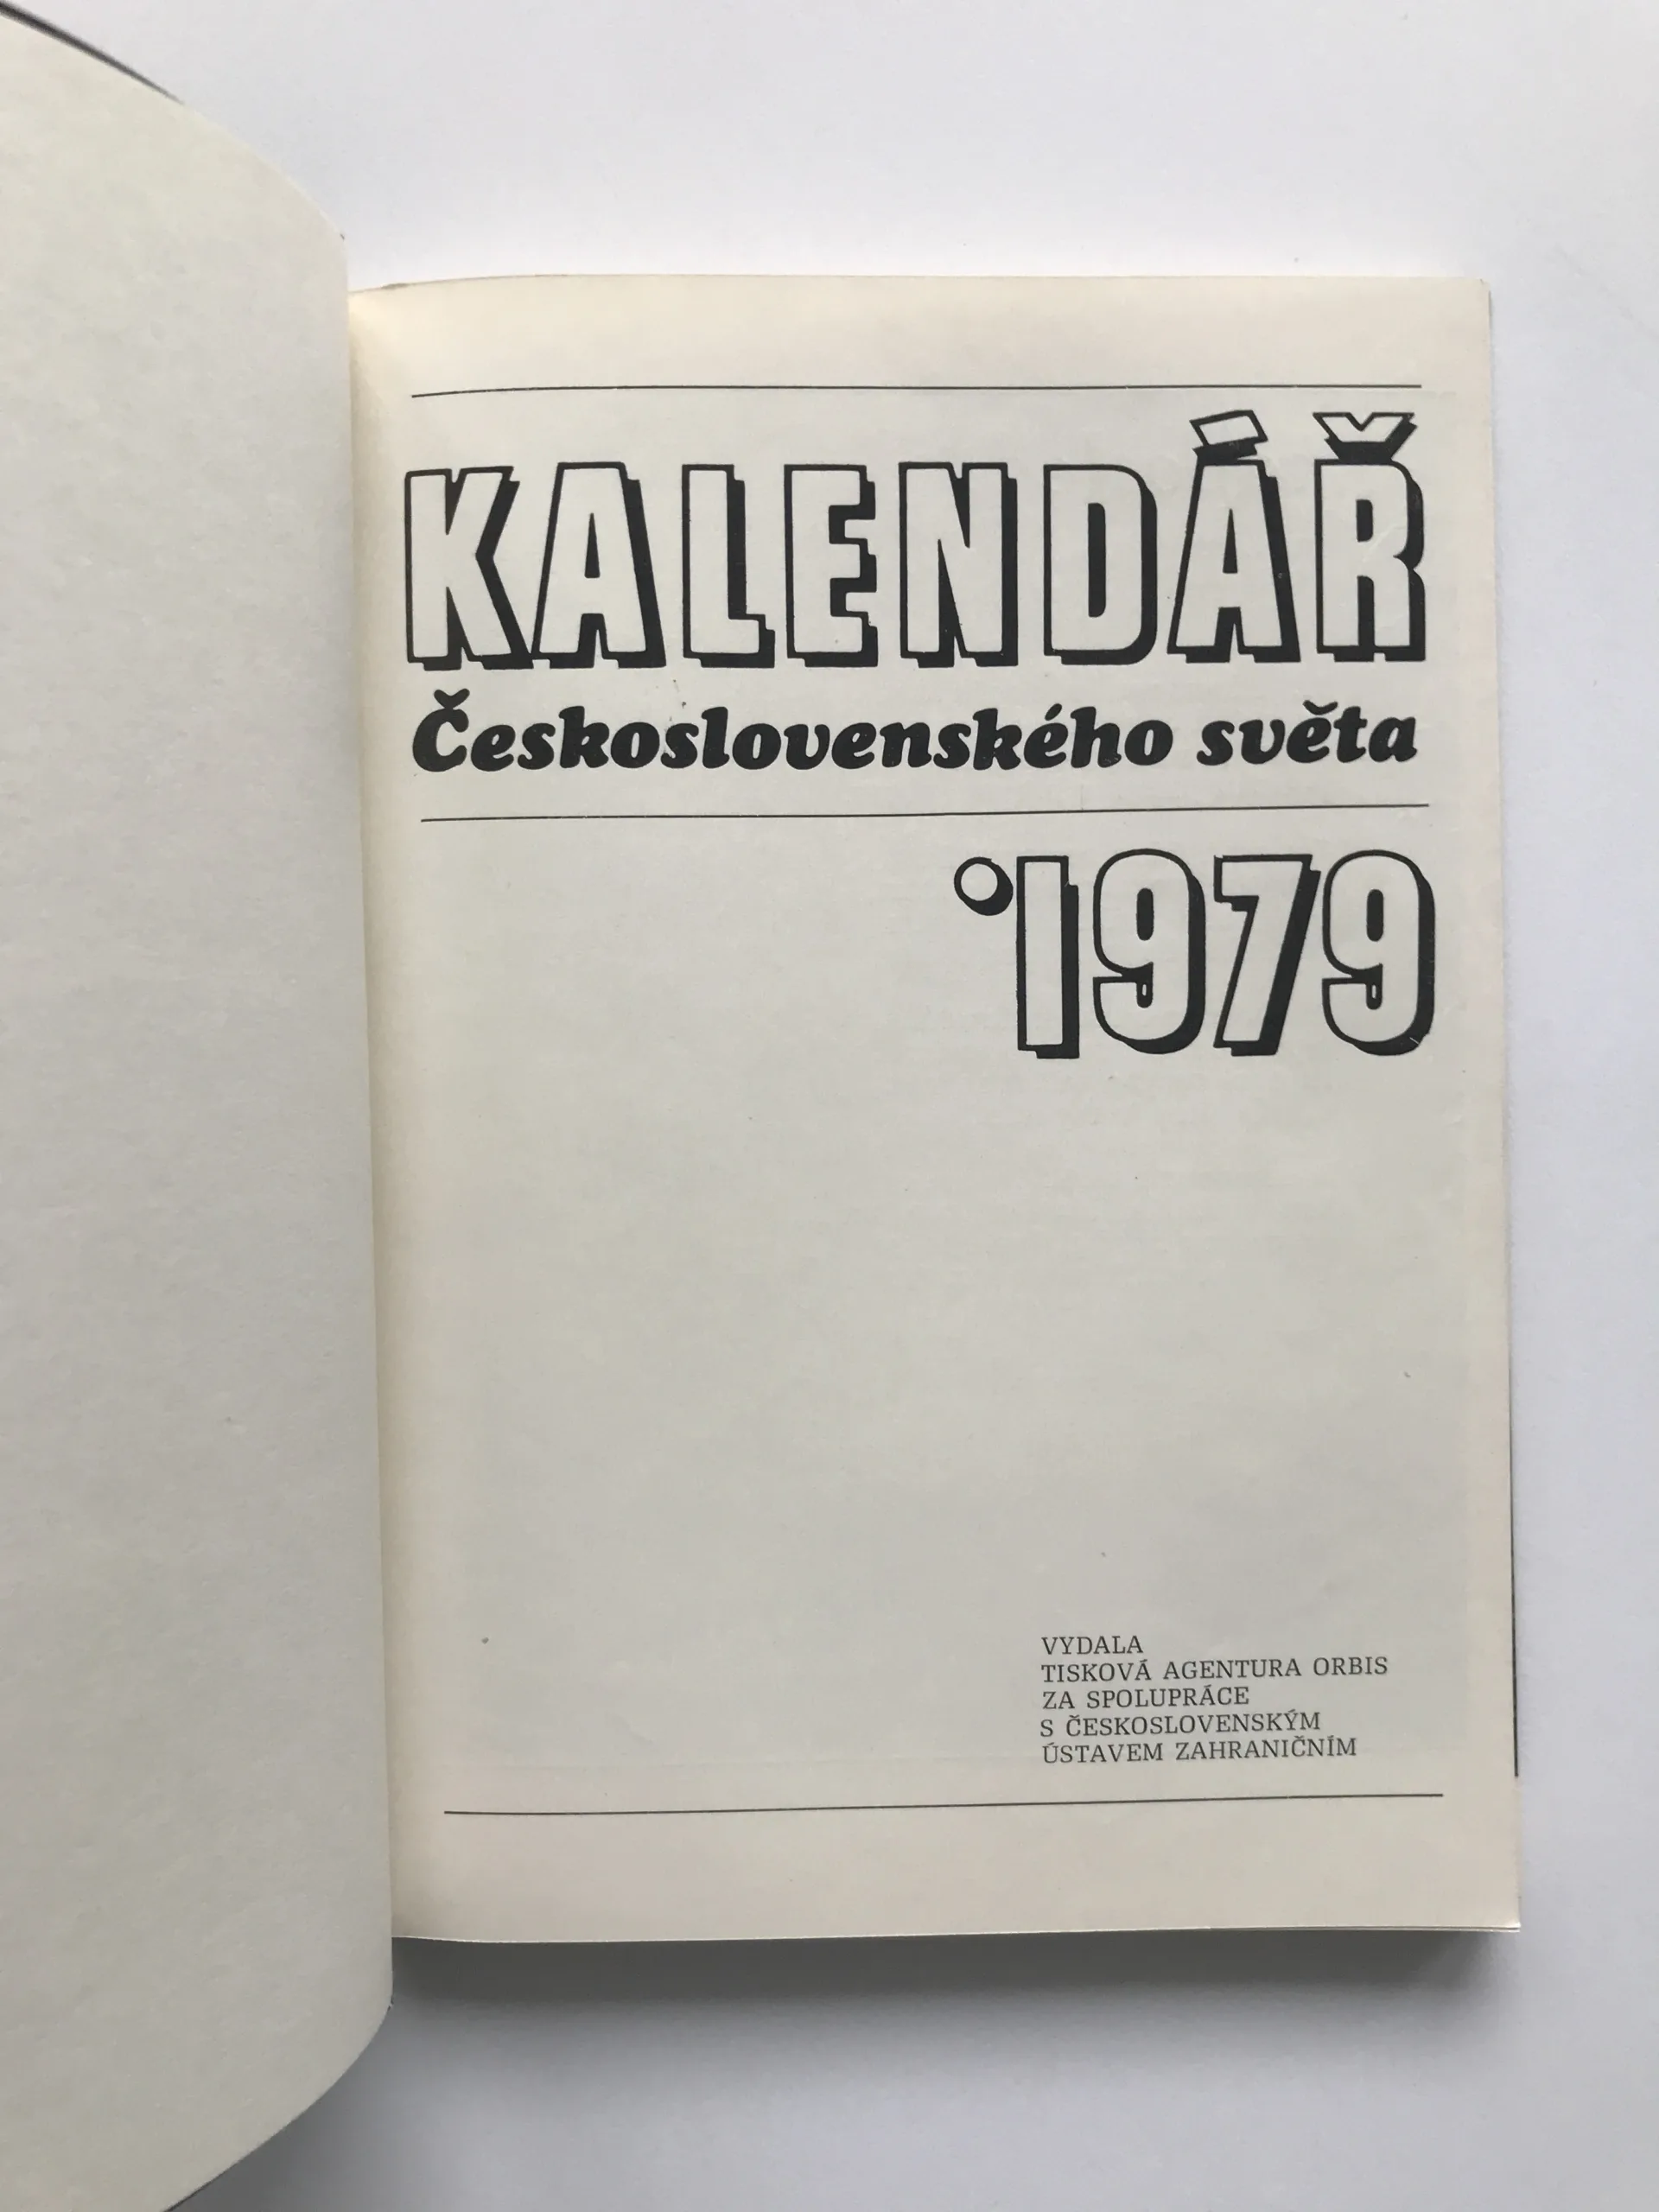 KALENDÁŘ
Československého světa
'1979
VYDALA
TISKOVÁ AGENTURA ORBIS
ZA SPOLUPRÁCE
S ČESKOSLOVENSKÝM
ÚSTAVEM ZAHRANIČNÍM